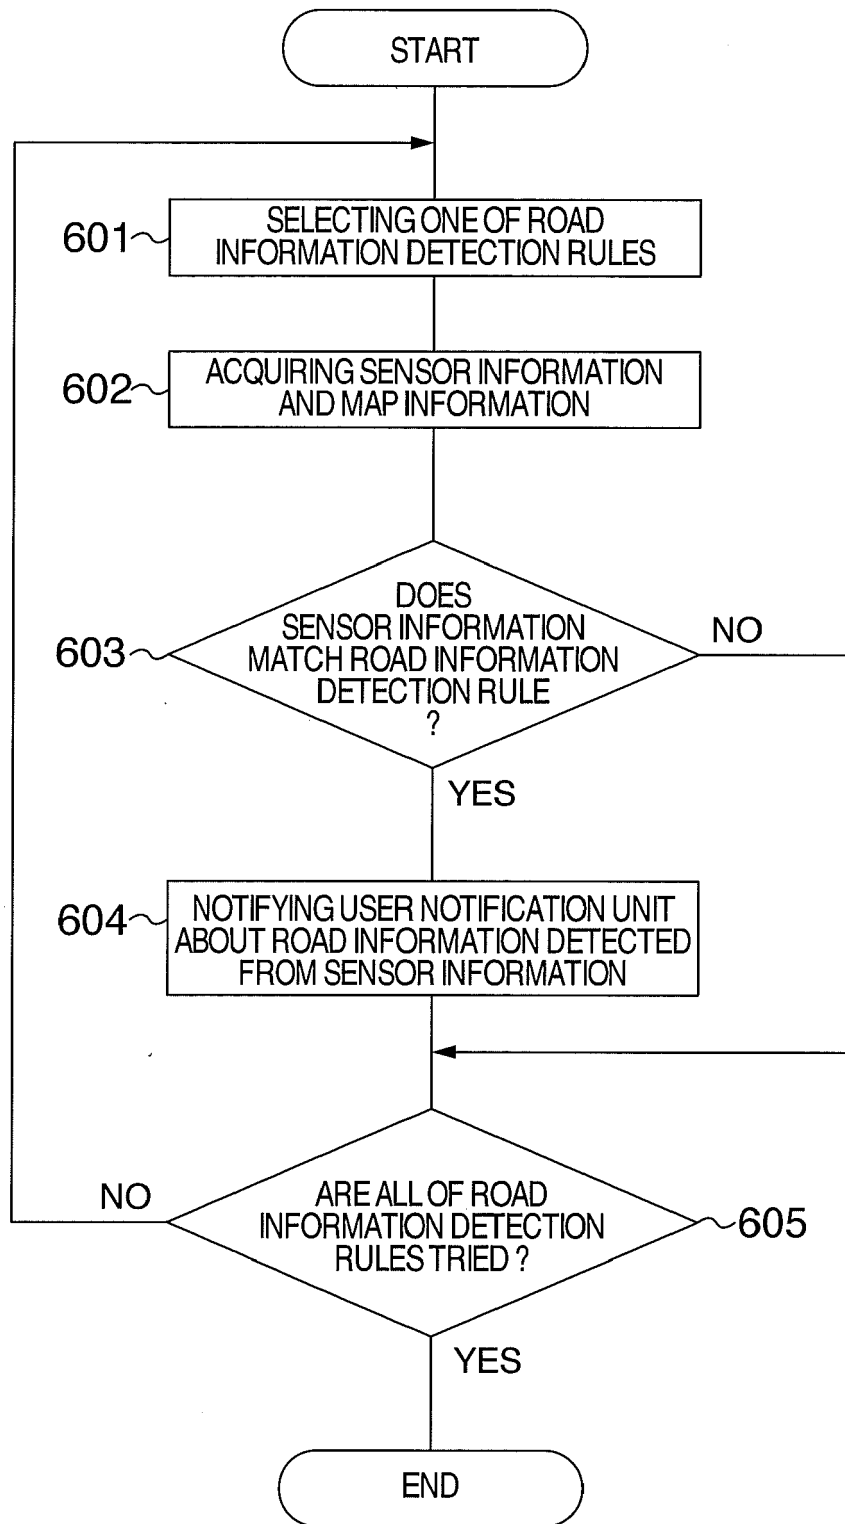 START
601
SELECTING ONE OF ROAD
INFORMATION DETECTION RULES
602
ACQUIRING SENSOR INFORMATION
AND MAP INFORMATION
603
DOES
SENSOR INFORMATION
MATCH ROAD INFORMATION
DETECTION RULE
?
NO
YES
604
NOTIFYING USER NOTIFICATION UNIT
ABOUT ROAD INFORMATION DETECTED
FROM SENSOR INFORMATION
NO
ARE ALL OF ROAD
INFORMATION DETECTION
RULES TRIED ?
605
YES
END